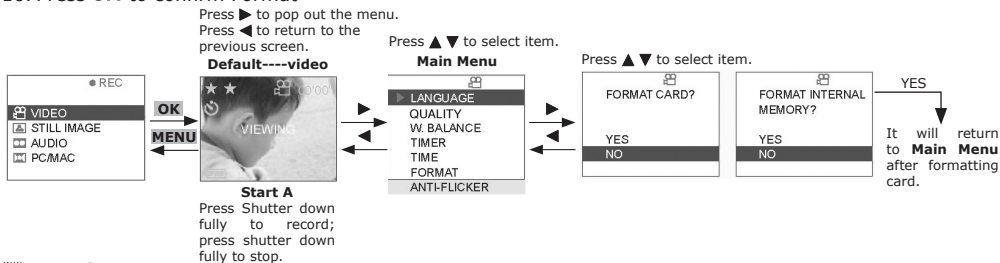 Press ▶ to pop out the menu.
Press ◀ to return to the
previous screen.
Default----video
● REC
VIDEO
STILL IMAGE
AUDIO
PC/MAC
OK
MENU
★ ★ 00'00
VIEWING
Start A
Press Shutter down
fully to record;
press shutter down
fully to stop.
Press ▲ ▼ to select item.
Main Menu
LANGUAGE
QUALITY
W. BALANCE
TIMER
TIME
FORMAT
ANTI-FLICKER
Press ▲ ▼ to select item.
FORMAT CARD?
YES
NO
FORMAT INTERNAL
MEMORY?
YES
NO
YES
It will return
to Main Menu
after formatting
card.